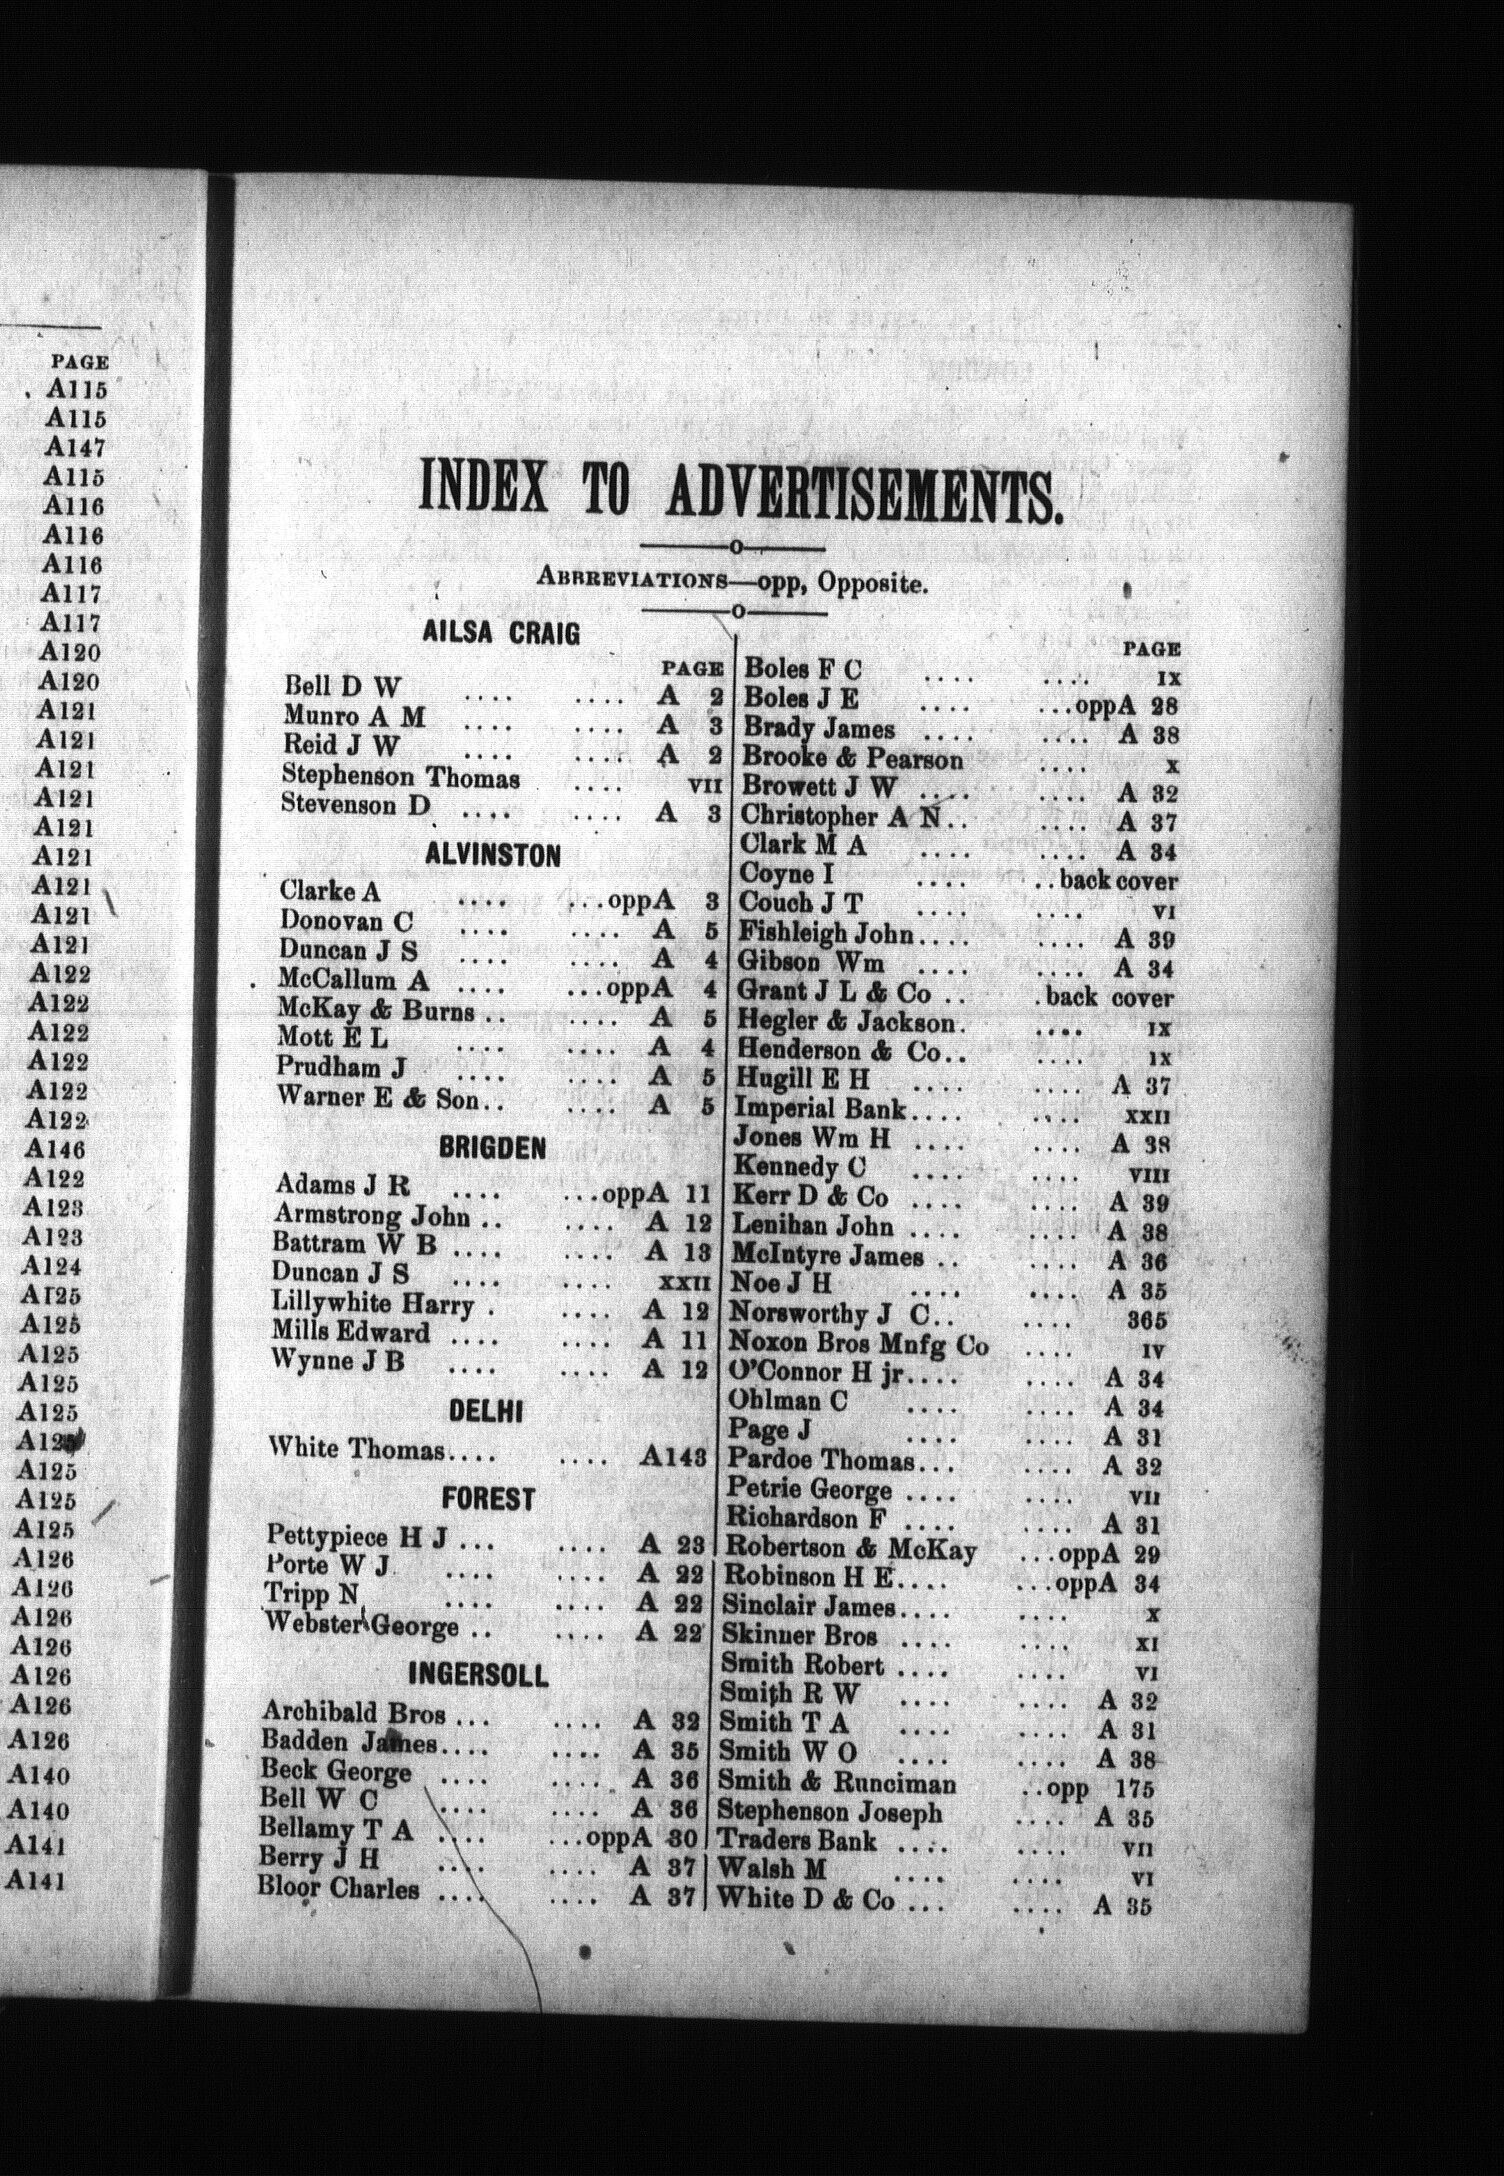 PAGE
A115
A115
A147
A115
A116
A116
A116
A117
A117
A120
A120
A121
A121
A121
A121
A121
A121
A121
A121
A121
A122
A122
A122
A122
A122
A122
A146
A122
A123
A123
A124
A125
A125
A125
A125
A125
A125
A125
A125
A126
A126
A126
A126
A126
A126
A126
A140
A140
A141
A141
INDEX TO ADVERTISEMENTS.
ABBREVIATIONS—opp, Opposite.
AILSA CRAIG
PAGE
Bell D W .... .... A 2
Munro A M .... .... A 3
Reid J W .... .... A 2
Stephenson Thomas .... VII
Stevenson D .... .... A 3
ALVINSTON
Clarke A .... ...oppA 3
Donovan C .... .... A 5
Duncan J S .... .... A 4
McCallum A .... ...oppA 4
McKay & Burns .. .... A 5
Mott E L .... .... A 4
Prudham J .... .... A 5
Warner E & Son.. .... A 5
BRIGDEN
Adams J R .... ...oppA 11
Armstrong John .. .... A 12
Battram W B .... .... A 13
Duncan J S .... .... XXII
Lillywhite Harry . .... A 12
Mills Edward .... .... A 11
Wynne J B .... .... A 12
DELHI
White Thomas.... .... A143
FOREST
Pettypiece H J ... .... A 23
Porte W J .... .... A 22
Tripp N .... .... A 22
Webster George .. .... A 22
INGERSOLL
Archibald Bros ... .... A 32
Badden James.... .... A 35
Beck George .... .... A 36
Bell W C .... .... A 36
Bellamy T A .... ...oppA 30
Berry J H .... .... A 37
Bloor Charles .... .... A 37
PAGE
Boles F C .... .... IX
Boles J E .... ...oppA 28
Brady James .... .... A 38
Brooke & Pearson .... X
Browett J W .... .... A 32
Christopher A N.. .... A 37
Clark M A .... .... A 34
Coyne I .... ..back cover
Couch J T .... .... VI
Fishleigh John.... .... A 39
Gibson Wm .... .... A 34
Grant J L & Co .. .back cover
Hegler & Jackson. .... IX
Henderson & Co.. .... IX
Hugill E H .... .... A 37
Imperial Bank.... .... XXII
Jones Wm H .... .... A 38
Kennedy C .... .... VIII
Kerr D & Co .... .... A 39
Lenihan John .... .... A 38
McIntyre James .. .... A 36
Noe J H .... .... A 35
Norsworthy J C.. .... 365
Noxon Bros Mnfg Co .... IV
O'Connor H jr.... .... A 34
Ohlman C .... .... A 34
Page J .... .... A 31
Pardoe Thomas... .... A 32
Petrie George .... .... VII
Richardson F .... .... A 31
Robertson & McKay ...oppA 29
Robinson H E.... ...oppA 34
Sinclair James.... .... X
Skinner Bros .... .... XI
Smith Robert .... .... VI
Smith R W .... .... A 32
Smith T A .... .... A 31
Smith W O .... .... A 38
Smith & Runciman ..opp 175
Stephenson Joseph .... A 35
Traders Bank .... .... VII
Walsh M .... .... VI
White D & Co ... .... A 35